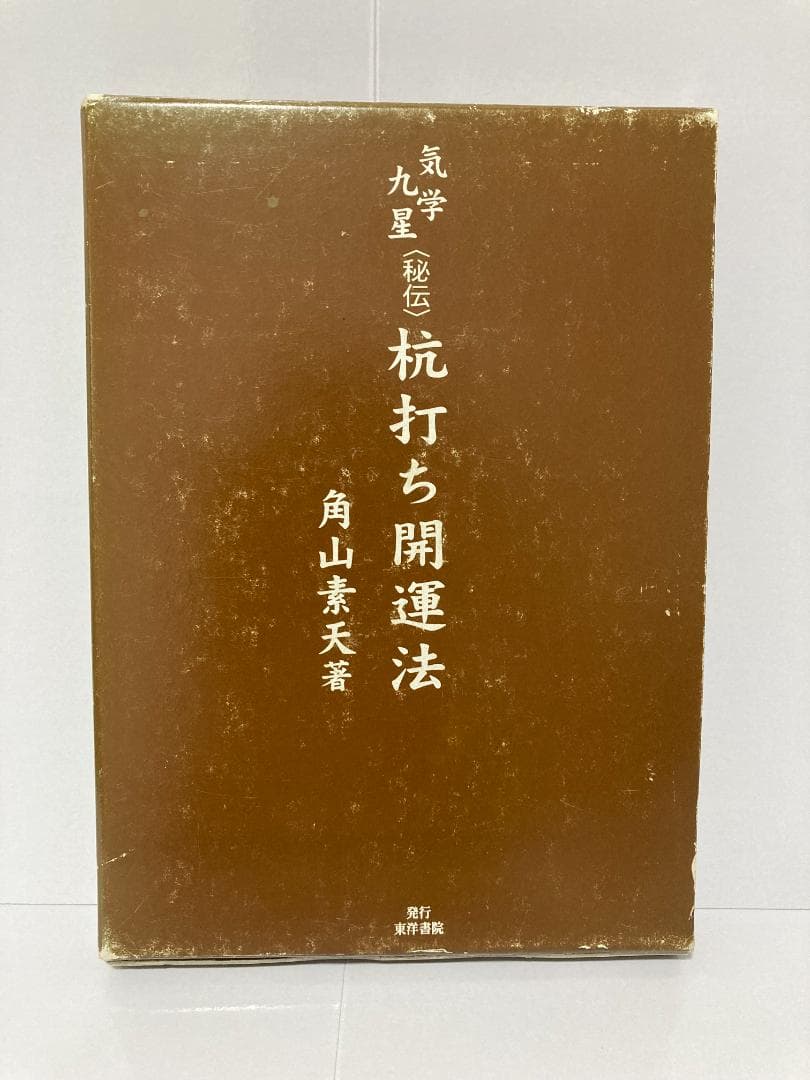 気学
九星
〈秘伝〉杭打ち開運法
角山素天著
発行
東洋書院